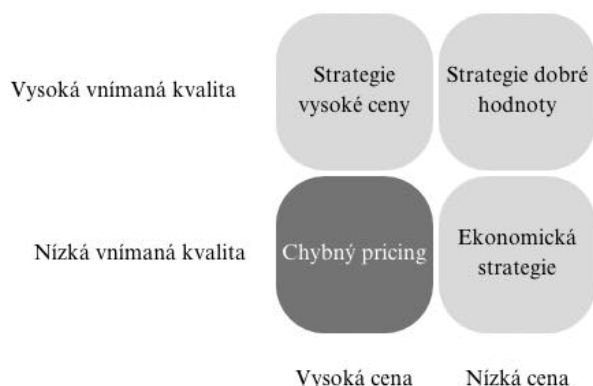 Vysoká vnímaná kvalita
Strategie
vysoké ceny
Strategie dobré
hodnoty
Nízká vnímaná kvalita
Chybný pricing
Ekonomická
strategie
Vysoká cena
Nízká cena